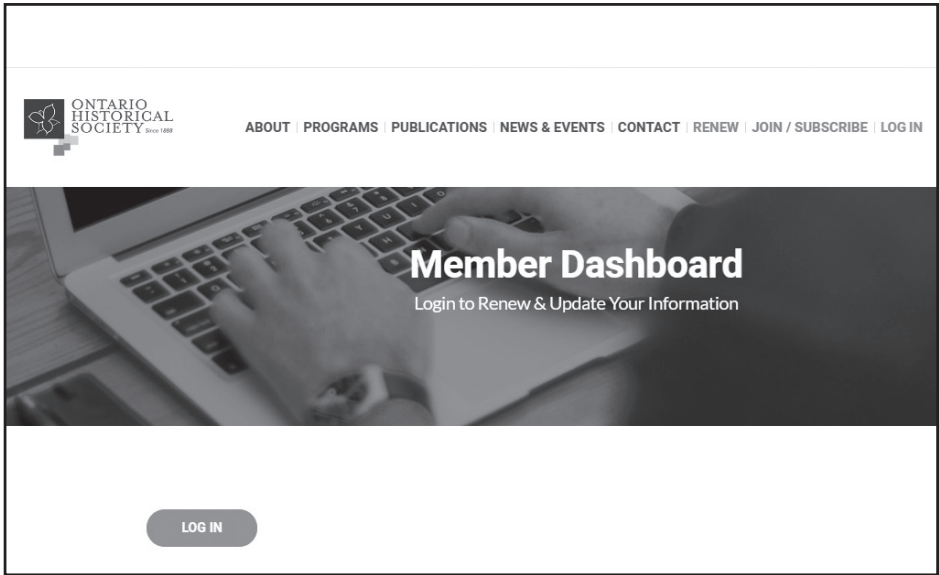 ONTARIO
HISTORICAL
SOCIETY Since 1888
ABOUT | PROGRAMS | PUBLICATIONS | NEWS & EVENTS | CONTACT | RENEW | JOIN / SUBSCRIBE | LOG IN
Member Dashboard
Login to Renew & Update Your Information
LOG IN